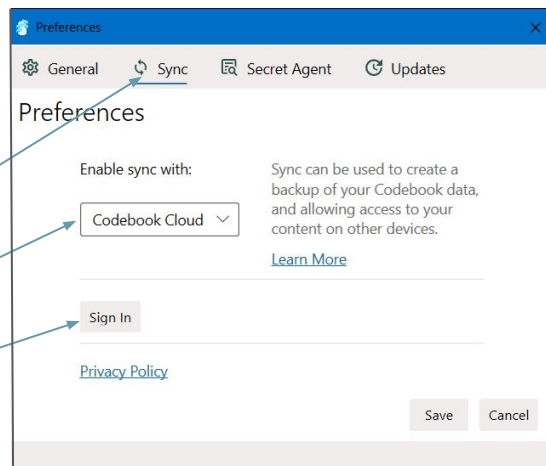 Preferences
General Sync Secret Agent Updates
Preferences
Enable sync with:
Codebook Cloud
Sync can be used to create a
backup of your Codebook data,
and allowing access to your
content on other devices.
Learn More
Sign In
Privacy Policy
Save Cancel